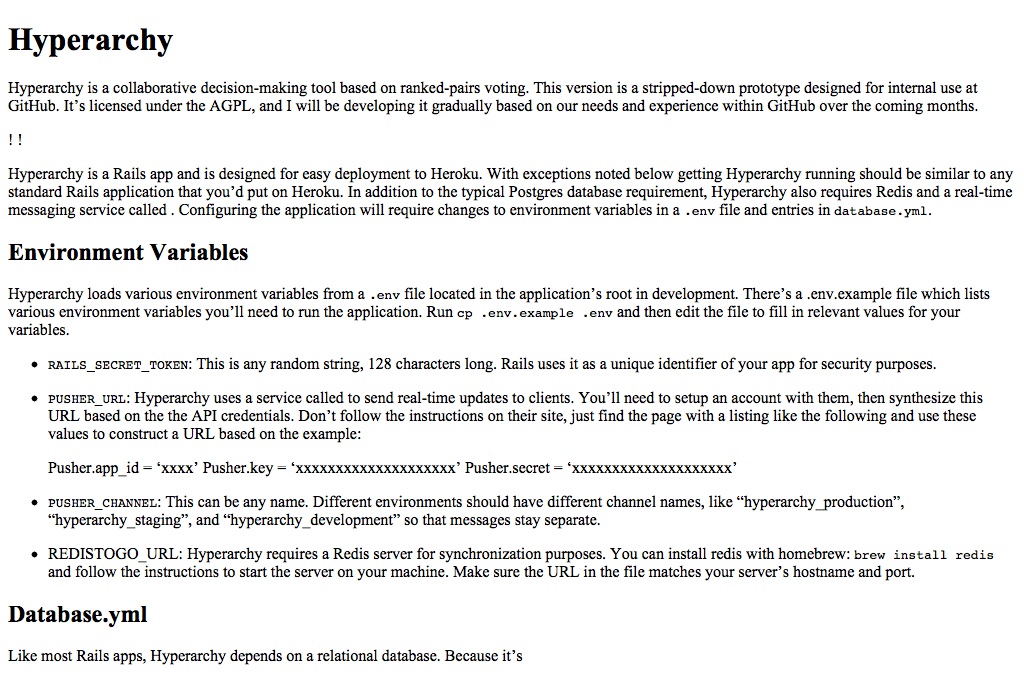 Hyperarchy
Hyperarchy is a collaborative decision-making tool based on ranked-pairs voting. This version is a stripped-down prototype designed for internal use at
GitHub. It’s licensed under the AGPL, and I will be developing it gradually based on our needs and experience within GitHub over the coming months.
! !
Hyperarchy is a Rails app and is designed for easy deployment to Heroku. With exceptions noted below getting Hyperarchy running should be similar to any
standard Rails application that you’d put on Heroku. In addition to the typical Postgres database requirement, Hyperarchy also requires Redis and a real-time
messaging service called . Configuring the application will require changes to environment variables in a .env file and entries in database.yml.
Environment Variables
Hyperarchy loads various environment variables from a .env file located in the application’s root in development. There’s a .env.example file which lists
various environment variables you’ll need to run the application. Run cp .env.example .env and then edit the file to fill in relevant values for your
variables.
• RAILS_SECRET_TOKEN: This is any random string, 128 characters long. Rails uses it as a unique identifier of your app for security purposes.
• PUSHER_URL: Hyperarchy uses a service called to send real-time updates to clients. You’ll need to setup an account with them, then synthesize this
URL based on the the API credentials. Don’t follow the instructions on their site, just find the page with a listing like the following and use these
values to construct a URL based on the example:
Pusher.app_id = ‘xxxx’ Pusher.key = ‘xxxxxxxxxxxxxxxxxxxx’ Pusher.secret = ‘xxxxxxxxxxxxxxxxxxxx’
• PUSHER_CHANNEL: This can be any name. Different environments should have different channel names, like “hyperarchy_production”,
“hyperarchy_staging”, and “hyperarchy_development” so that messages stay separate.
• REDISTOGO_URL: Hyperarchy requires a Redis server for synchronization purposes. You can install redis with homebrew: brew install redis
and follow the instructions to start the server on your machine. Make sure the URL in the file matches your server’s hostname and port.
Database.yml
Like most Rails apps, Hyperarchy depends on a relational database. Because it’s